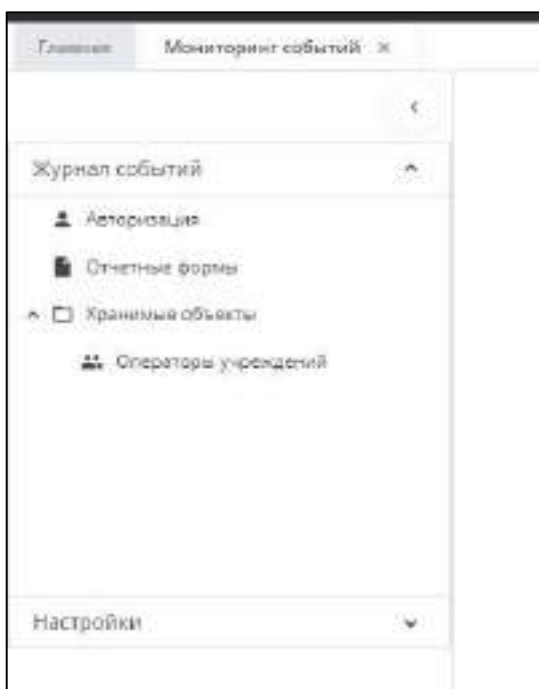 Главная Мониторинг событий ×
Журнал событий
Авторизация
Отчетные формы
Хранимые объекты
Операторы учреждений
Настройки